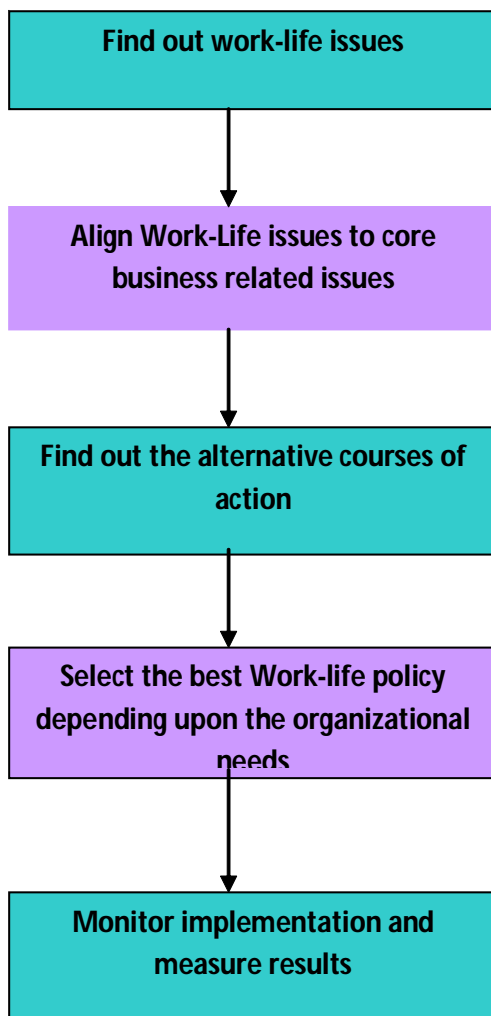 Find out work-life issues
Align Work-Life issues to core
business related issues
Find out the alternative courses of
action
Select the best Work-life policy
depending upon the organizational
needs
Monitor implementation and
measure results